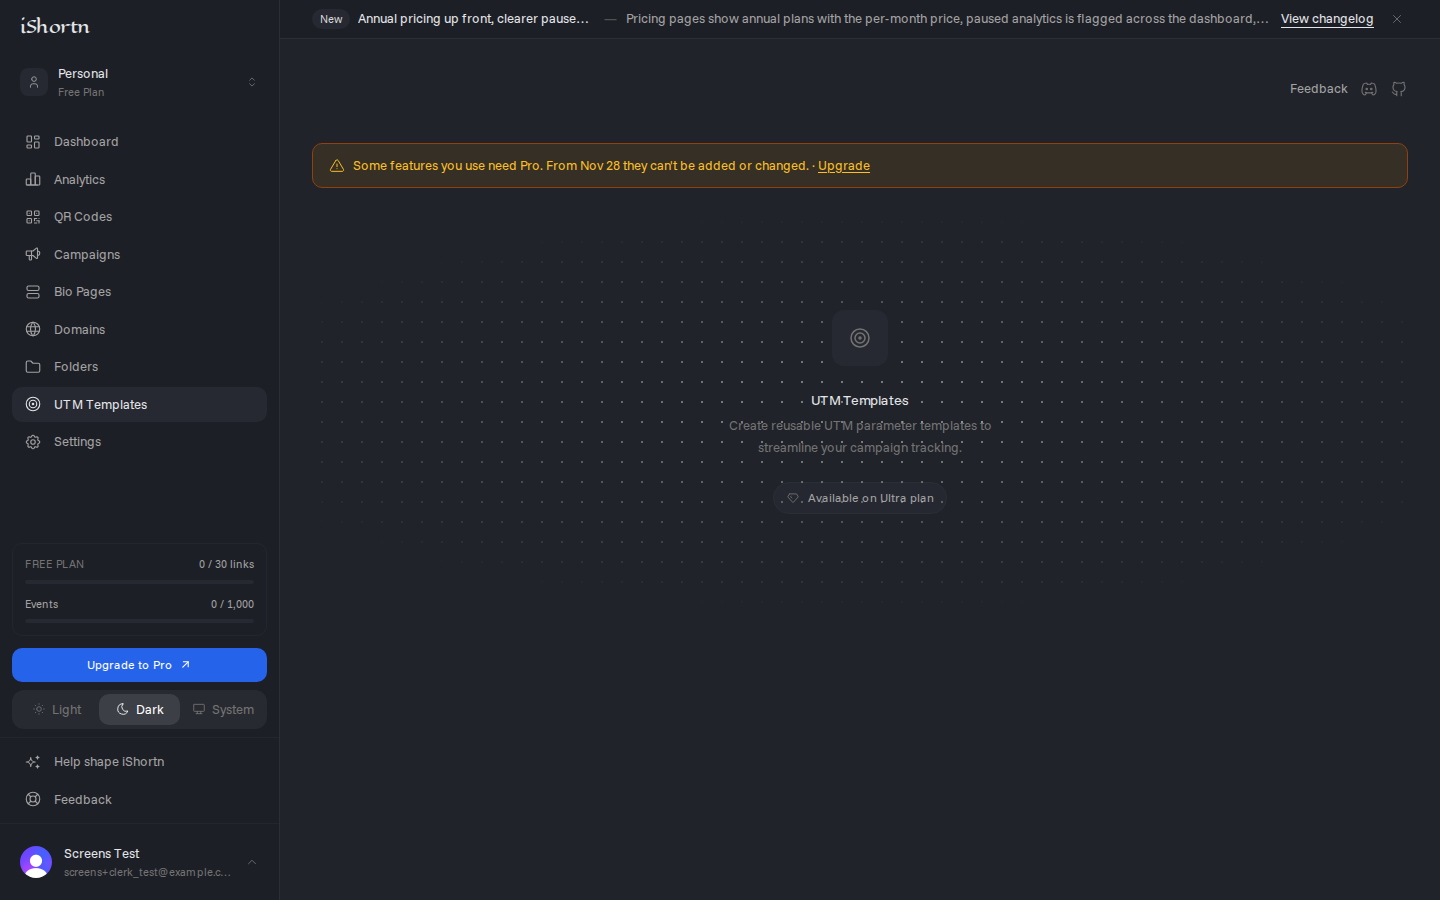 iShortn
Personal
Free Plan
Dashboard
Analytics
QR Codes
Campaigns
Bio Pages
Domains
Folders
UTM Templates
Settings
FREE PLAN 0 / 30 links
Events 0 / 1,000
Upgrade to Pro
Light Dark System
Help shape iShortn
Feedback
Screens Test
screens+clerk_test@example.c...
New Annual pricing up front, clearer pause... — Pricing pages show annual plans with the per-month price, paused analytics is flagged across the dashboard,... View changelog
Feedback
Some features you use need Pro. From Nov 28 they can't be added or changed. · Upgrade
UTM Templates
Create reusable UTM parameter templates to
streamline your campaign tracking.
Available on Ultra plan